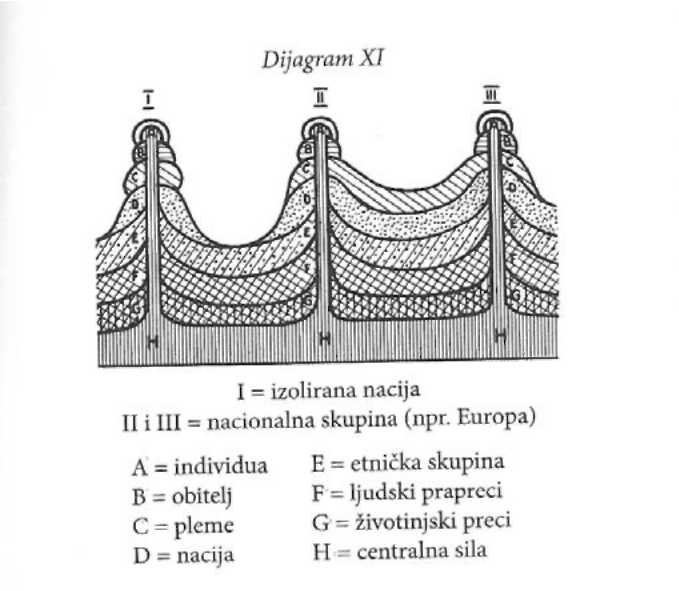 Dijagram XI
I II III
A A A
B B B
C C C
D D D
E E E
F F F
G G G
H H H
I = izolirana nacija
II i III = nacionalna skupina (npr. Europa)
A = individua E = etnička skupina
B = obitelj F = ljudski prapreci
C = pleme G = životinjski preci
D = nacija H = centralna sila